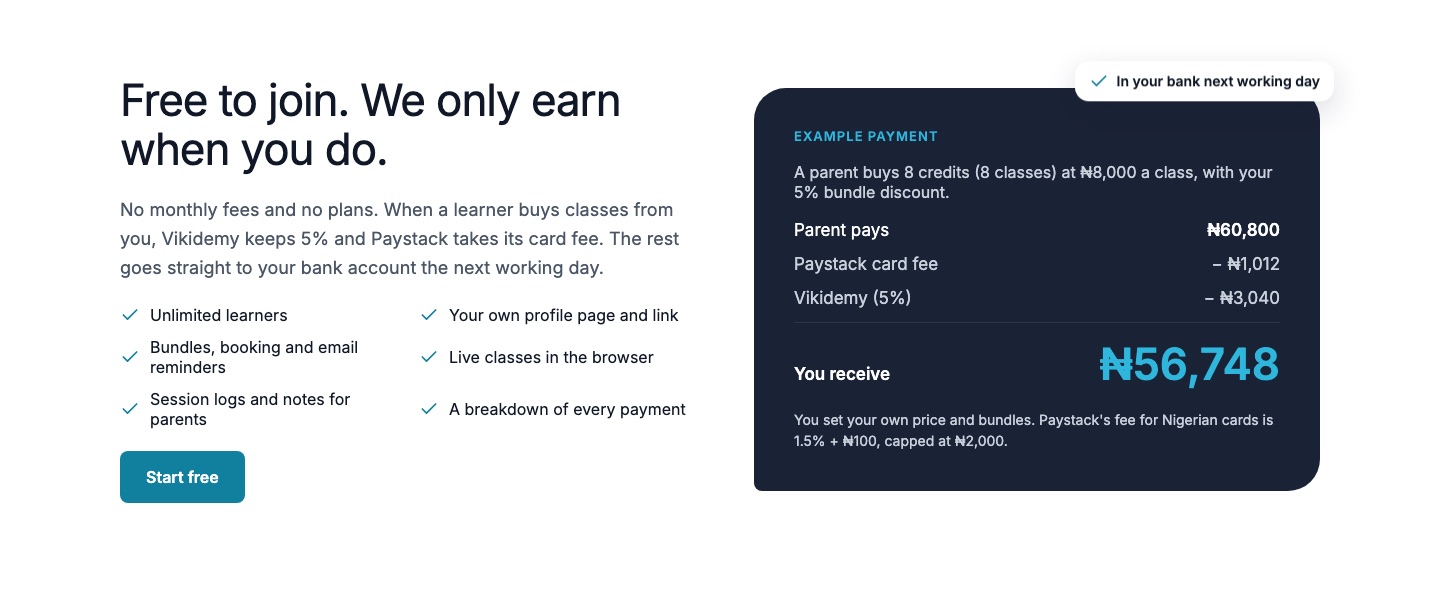 Free to join. We only earn
when you do.
No monthly fees and no plans. When a learner buys classes from
you, Vikidemy keeps 5% and Paystack takes its card fee. The rest
goes straight to your bank account the next working day.
Unlimited learners
Your own profile page and link
Bundles, booking and email
reminders
Live classes in the browser
Session logs and notes for
parents
A breakdown of every payment
Start free
In your bank next working day
EXAMPLE PAYMENT
A parent buys 8 credits (8 classes) at ₦8,000 a class, with your
5% bundle discount.
Parent pays ₦60,800
Paystack card fee − ₦1,012
Vikidemy (5%) − ₦3,040
You receive ₦56,748
You set your own price and bundles. Paystack's fee for Nigerian cards is
1.5% + ₦100, capped at ₦2,000.